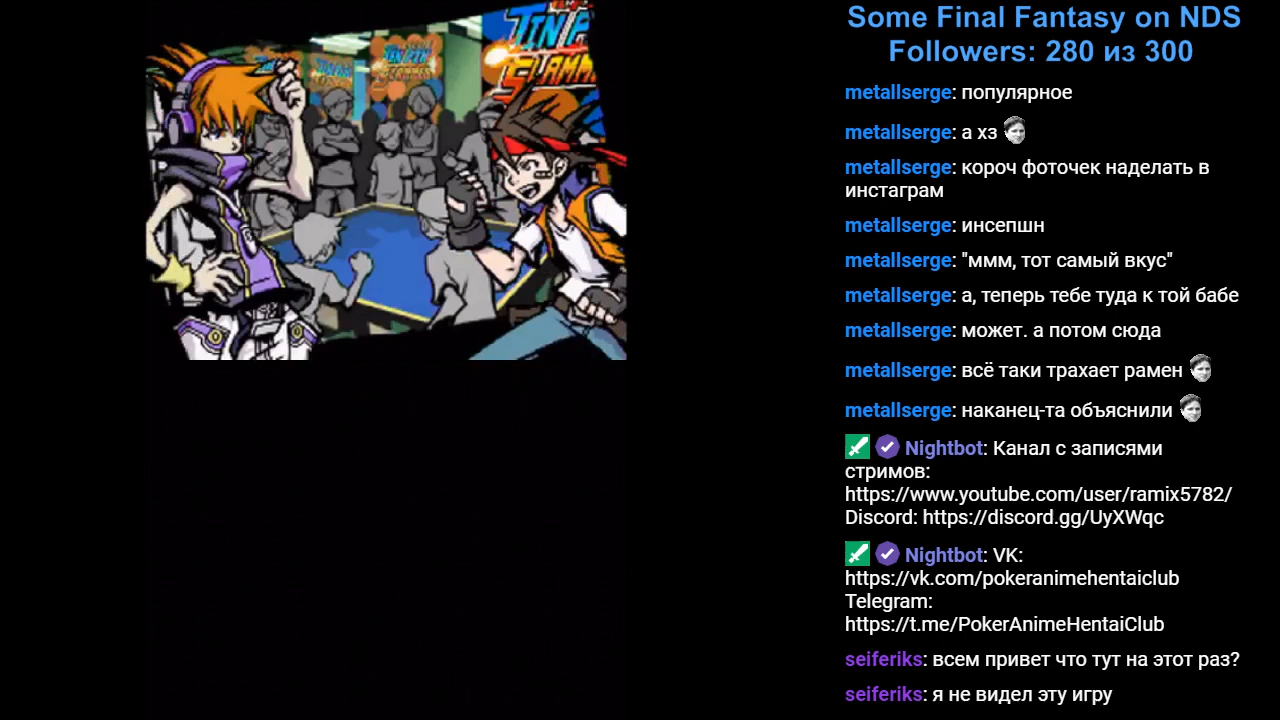 Some Final Fantasy on NDS
Followers: 280 из 300
metallserge: популярное
metallserge: а хз
metallserge: короч фоточек наделать в
инстаграм
metallserge: инсепшн
metallserge: "ммм, тот самый вкус"
metallserge: а, теперь тебе туда к той бабе
metallserge: может. а потом сюда
metallserge: всё таки трахает рамен
metallserge: наканец-та объяснили
Nightbot: Канал с записями
стримов:
https://www.youtube.com/user/ramix5782/
Discord: https://discord.gg/UyXWqc
Nightbot: VK:
https://vk.com/pokeranimehentaiclub
Telegram:
https://t.me/PokerAnimeHentaiClub
seiferiks: всем привет что тут на этот раз?
seiferiks: я не видел эту игру
TIN
SLAMM